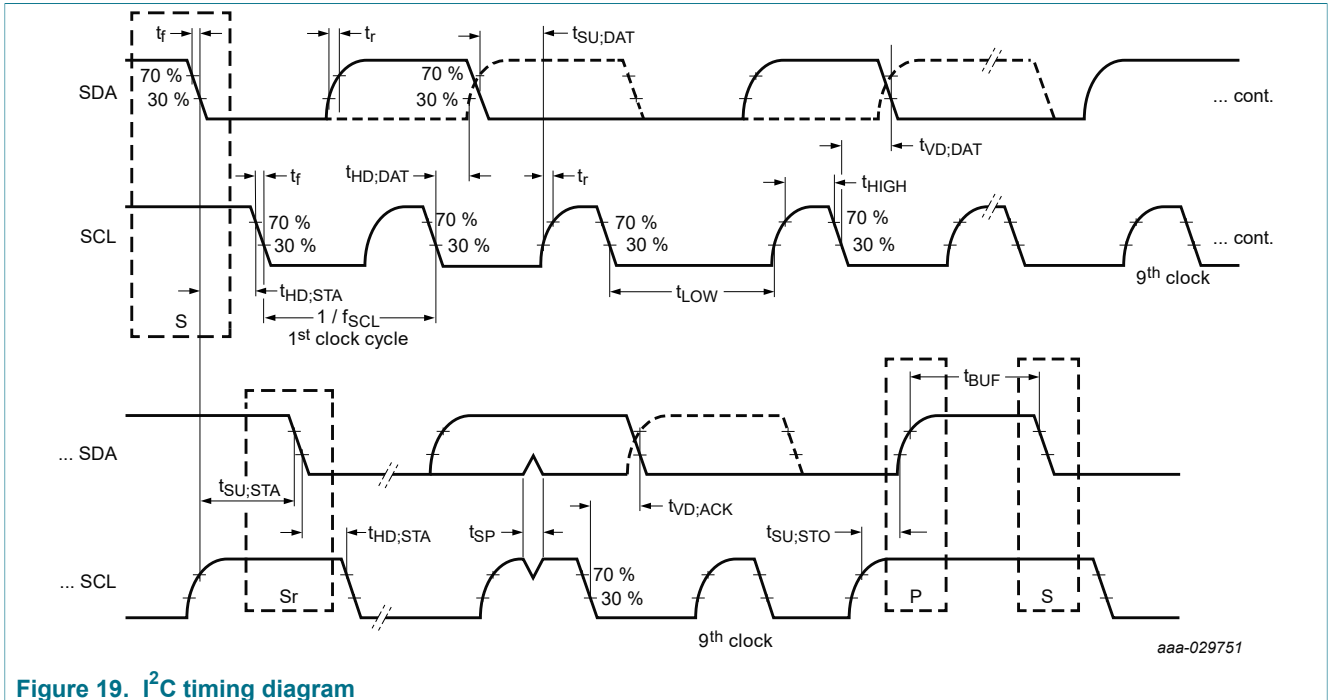 tf
tr
tSU;DAT
70 %
70 %
SDA
30 %
30 %
... cont.
tVD;DAT
tf
tHD;DAT
tr
tHIGH
70 %
70 %
70 %
70 %
SCL
30 %
30 %
30 %
30 %
... cont.
9th clock
tHD;STA
tLOW
S
1 / fSCL
1st clock cycle
tBUF
... SDA
tSU;STA
tVD;ACK
tHD;STA
tSP
tSU;STO
... SCL
70 %
Sr
30 %
P
S
9th clock
aaa-029751
Figure 19. I2C timing diagram